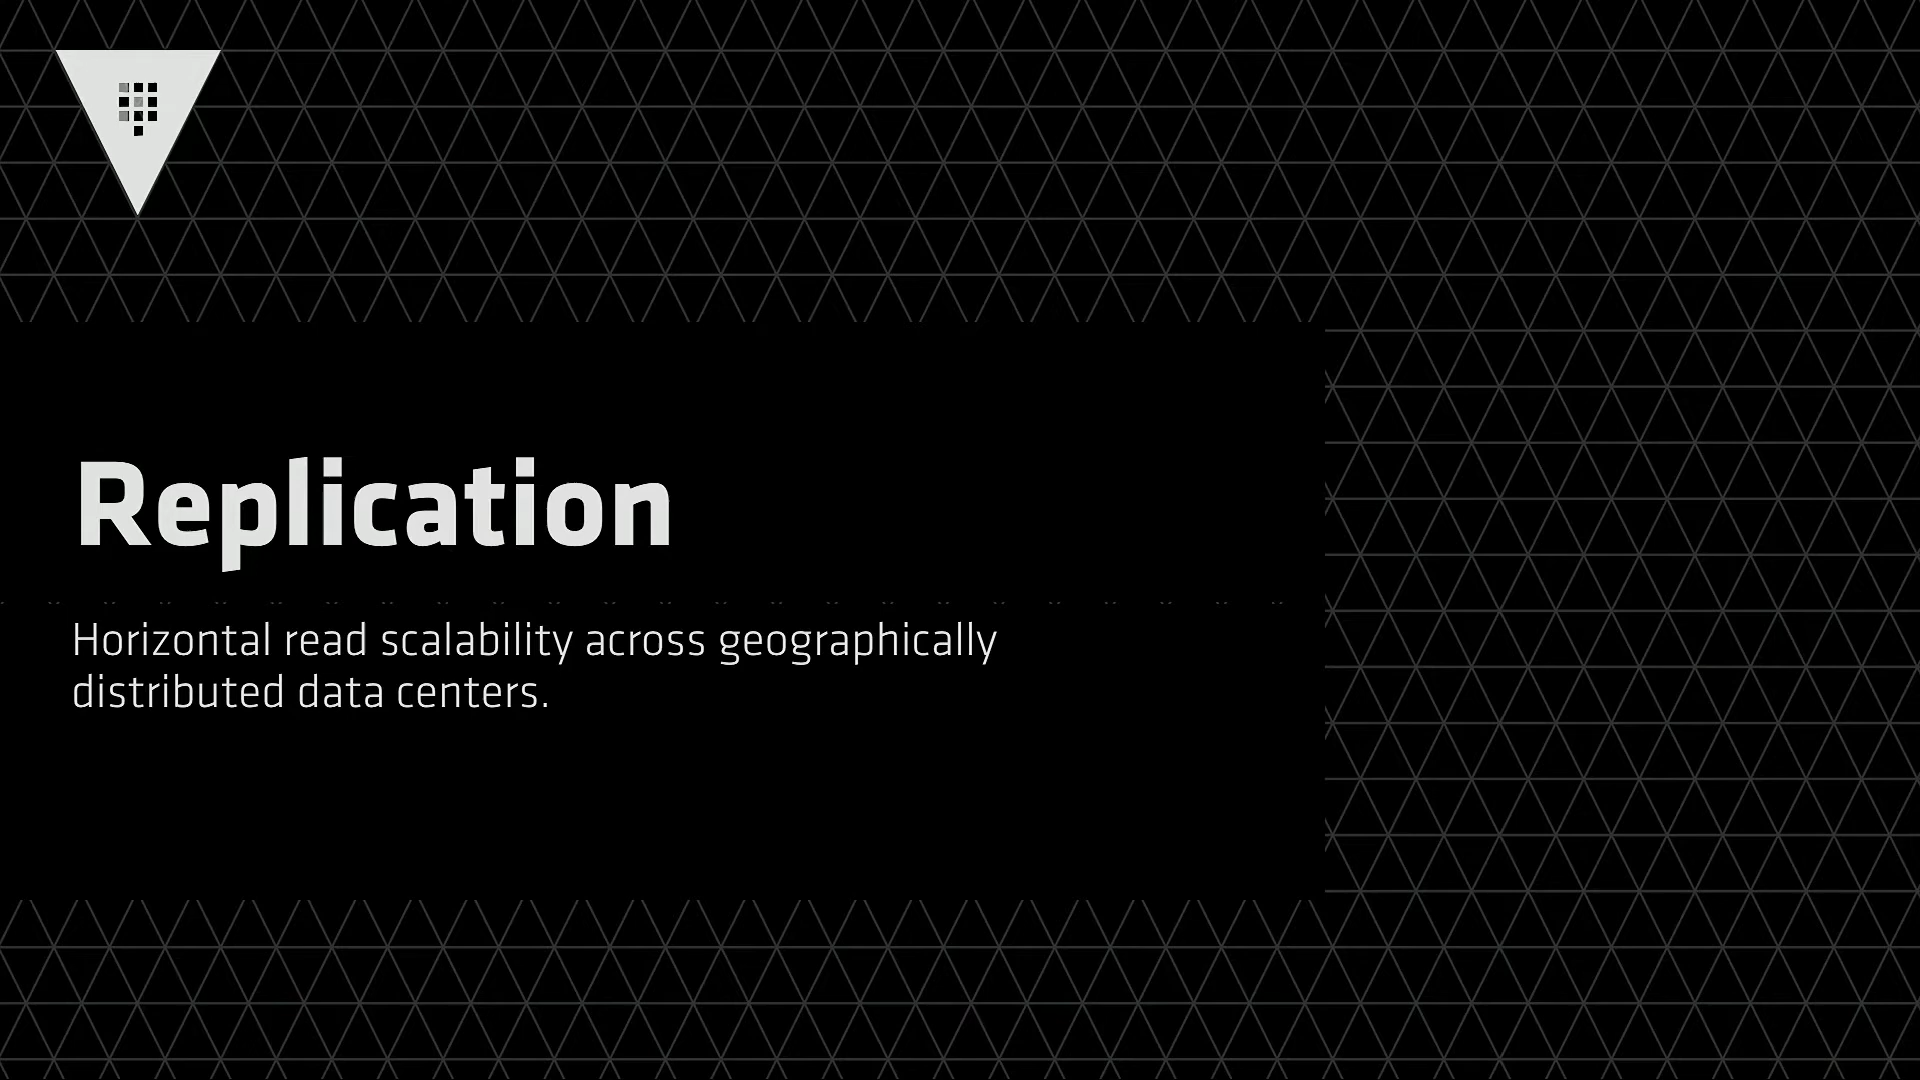 Replication
Horizontal read scalability across geographically
distributed data centers.